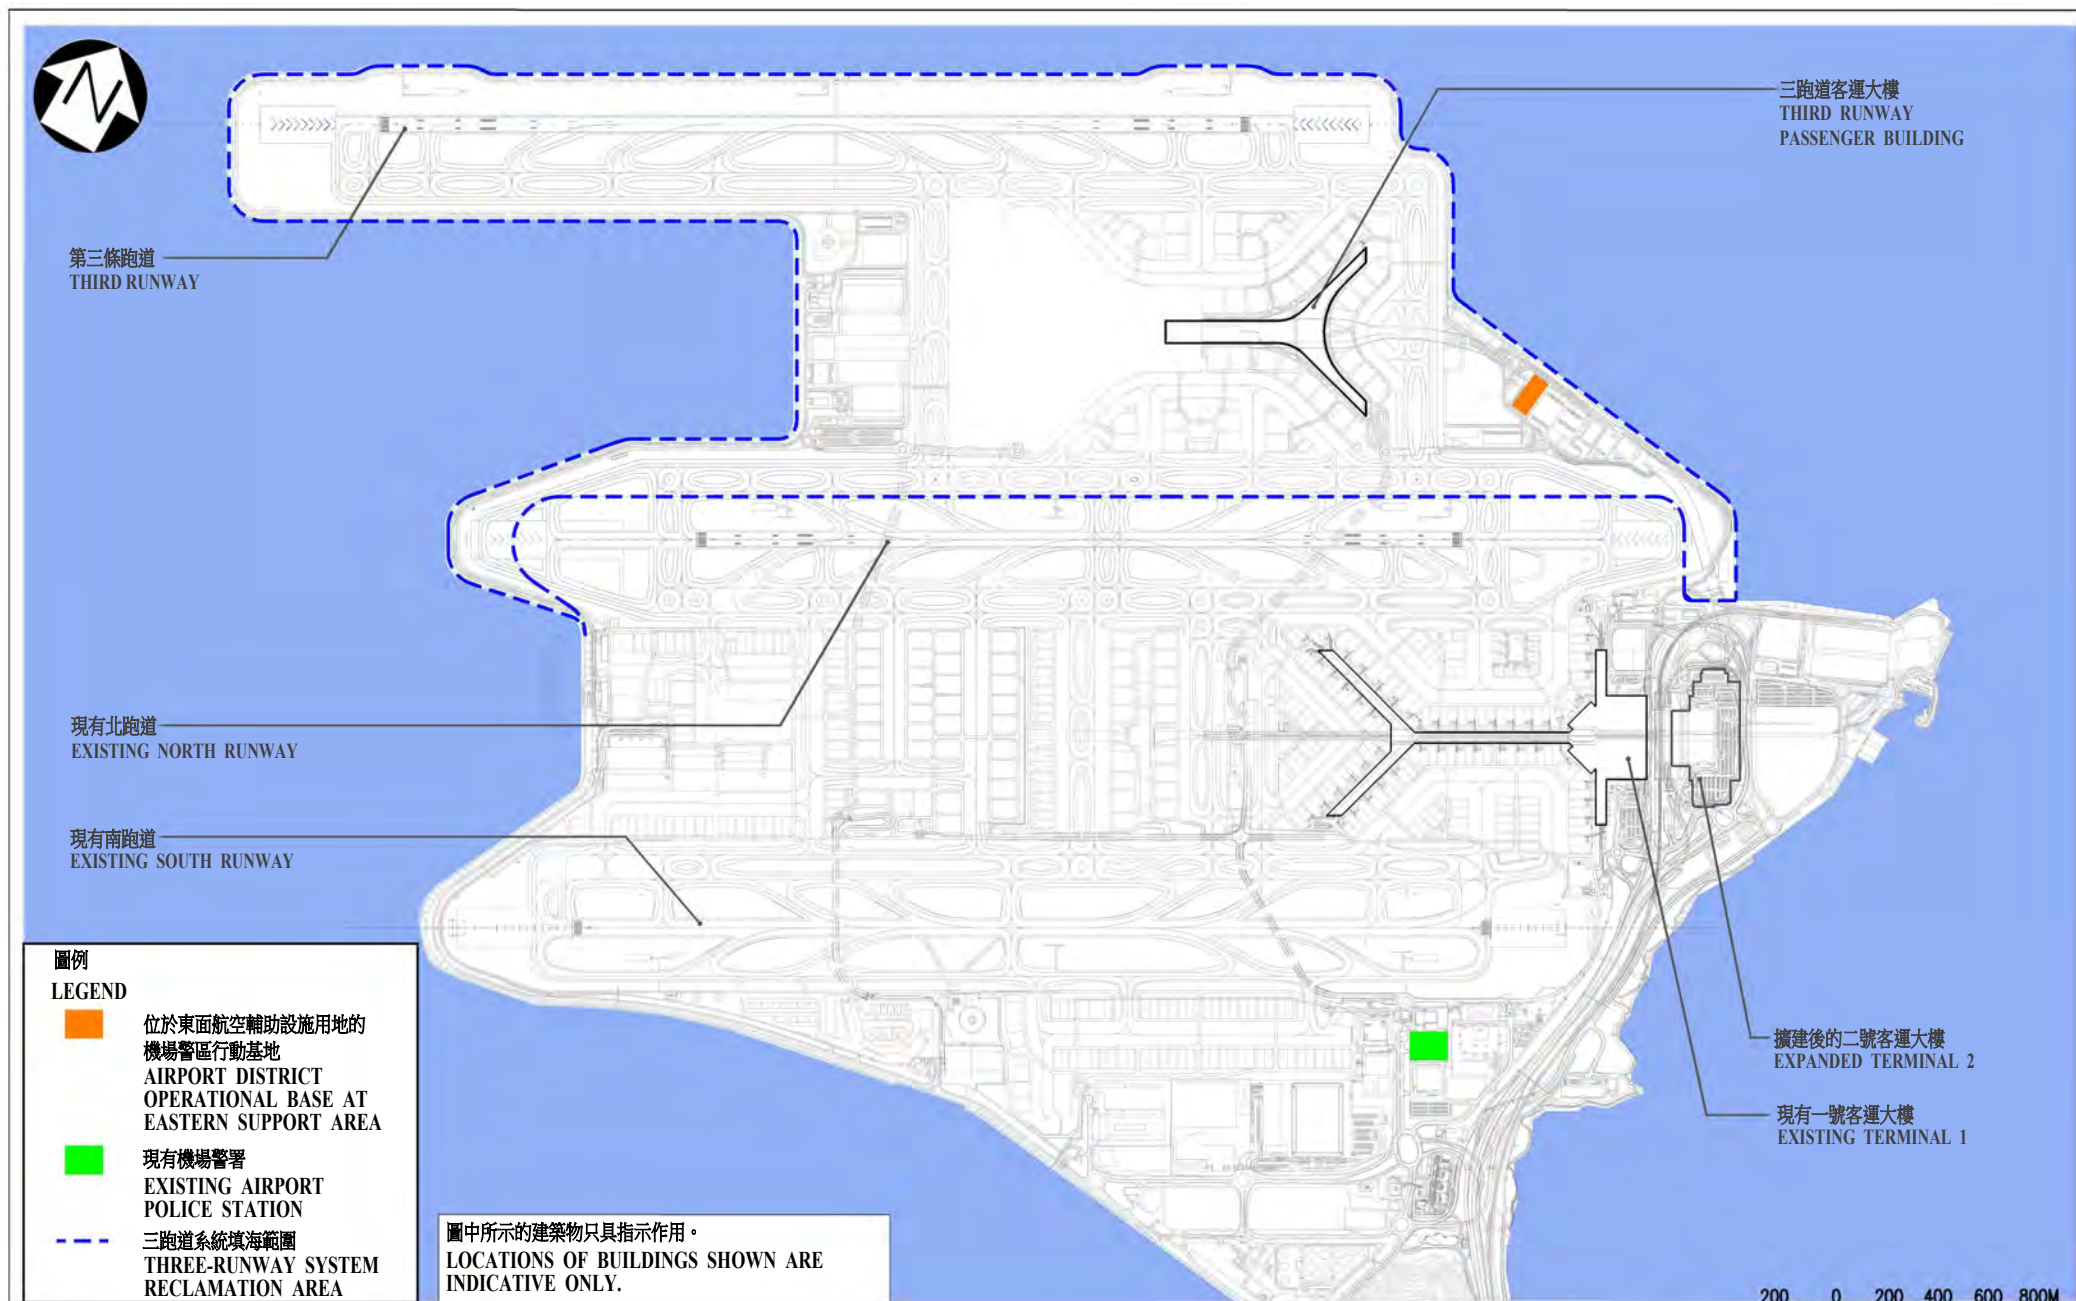 N
三跑道客運大樓
THIRD RUNWAY
PASSENGER BUILDING
第三條跑道
THIRD RUNWAY
現有北跑道
EXISTING NORTH RUNWAY
現有南跑道
EXISTING SOUTH RUNWAY
擴建後的二號客運大樓
EXPANDED TERMINAL 2
現有一號客運大樓
EXISTING TERMINAL 1
圖例
LEGEND
位於東面航空輔助設施用地的
機場警區行動基地
AIRPORT DISTRICT
OPERATIONAL BASE AT
EASTERN SUPPORT AREA
現有機場警署
EXISTING AIRPORT
POLICE STATION
三跑道系統填海範圍
THREE-RUNWAY SYSTEM
RECLAMATION AREA
圖中所示的建築物只具指示作用。
LOCATIONS OF BUILDINGS SHOWN ARE
INDICATIVE ONLY.
200 0 200 400 600 800M